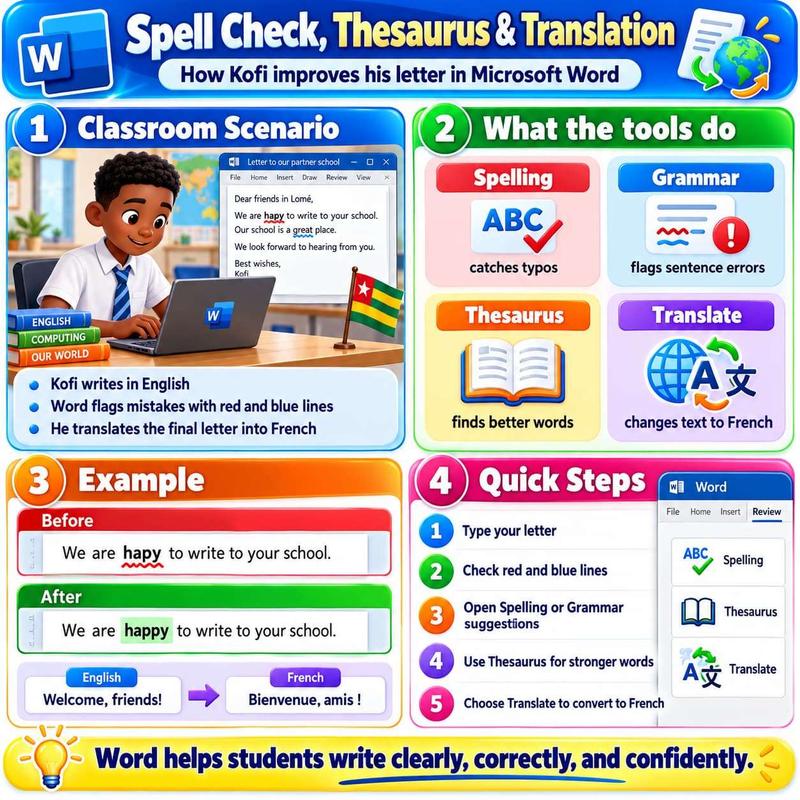 W
Spell Check, Thesaurus & Translation
How Kofi improves his letter in Microsoft Word
1 Classroom Scenario
W Letter to our partner school
File Home Insert Draw Review View
Dear friends in Lomé,
We are hapy to write to your school.
Our school is a great place.
We look forward to hearing from you.
Best wishes,
Kofi
W
ENGLISH
COMPUTING
OUR WORLD
• Kofi writes in English
• Word flags mistakes with red and blue lines
• He translates the final letter into French
2 What the tools do
Spelling
ABC
catches typos
Grammar
!
flags sentence errors
Thesaurus
finds better words
Translate
A 文
changes text to French
3 Example
Before
We are hapy to write to your school.
After
We are happy to write to your school.
English
Welcome, friends!
French
Bienvenue, amis !
4 Quick Steps
1 Type your letter
2 Check red and blue lines
3 Open Spelling or Grammar
suggestions
4 Use Thesaurus for stronger words
5 Choose Translate to convert to French
W Word
File Home Insert Review
ABC Spelling
Thesaurus
A文 Translate
Word helps students write clearly, correctly, and confidently.